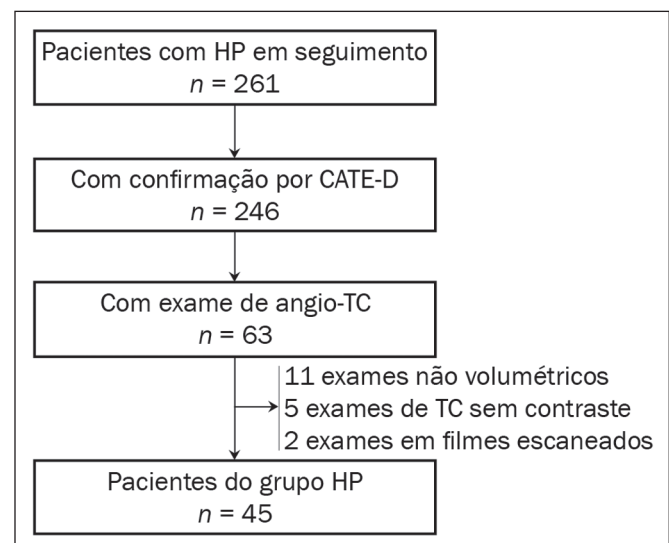 Pacientes com HP em seguimento
n = 261
Com confirmação por CATE-D
n = 246
Com exame de angio-TC
n = 63
11 exames não volumétricos
5 exames de TC sem contraste
2 exames em filmes escaneados
Pacientes do grupo HP
n = 45